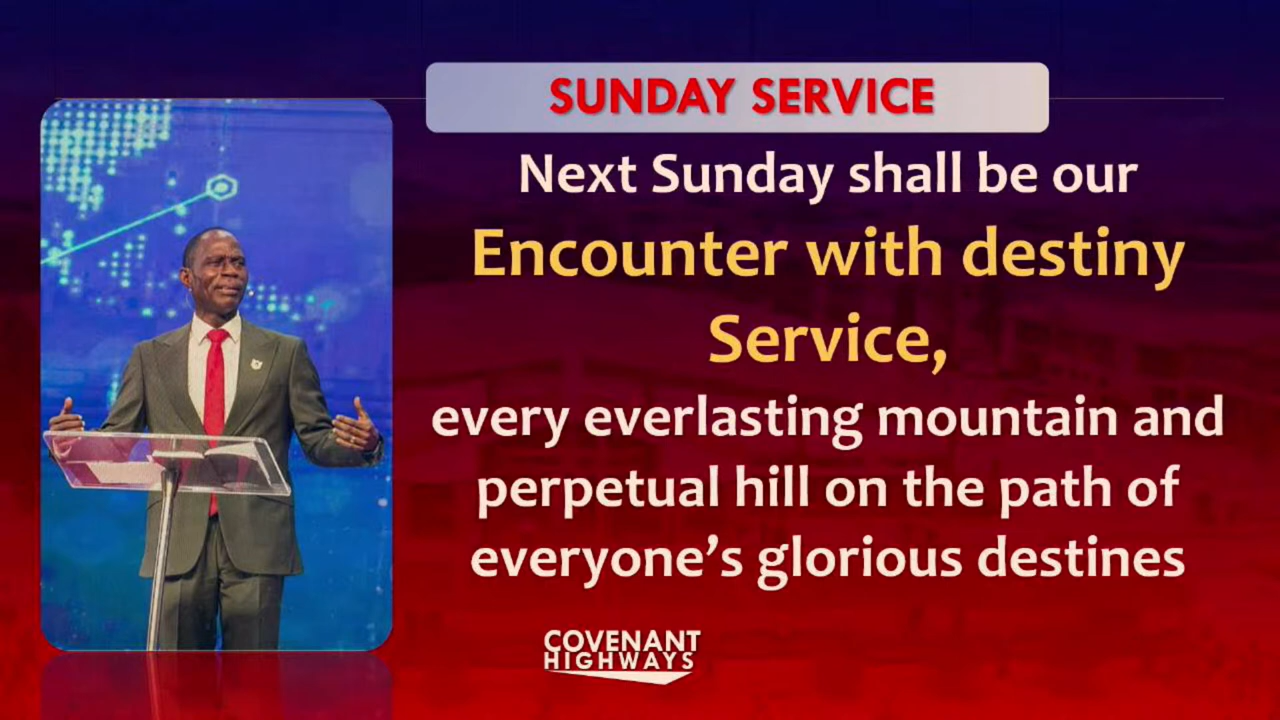 SUNDAY SERVICE
Next Sunday shall be our
Encounter with destiny
Service,
every everlasting mountain and
perpetual hill on the path of
everyone’s glorious destines
COVENANT
HIGHWAYS